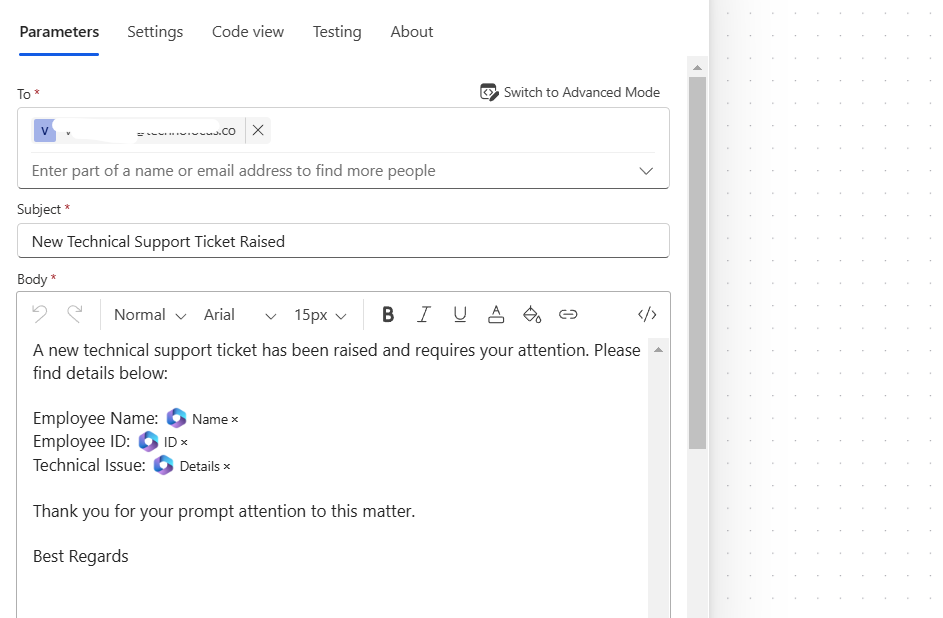 Parameters Settings Code view Testing About
To * Switch to Advanced Mode
V
Enter part of a name or email address to find more people
Subject *
New Technical Support Ticket Raised
Body *
Normal Arial 15px B I U A </>
A new technical support ticket has been raised and requires your attention. Please
find details below:
Employee Name: Name ×
Employee ID: ID ×
Technical Issue: Details ×
Thank you for your prompt attention to this matter.
Best Regards